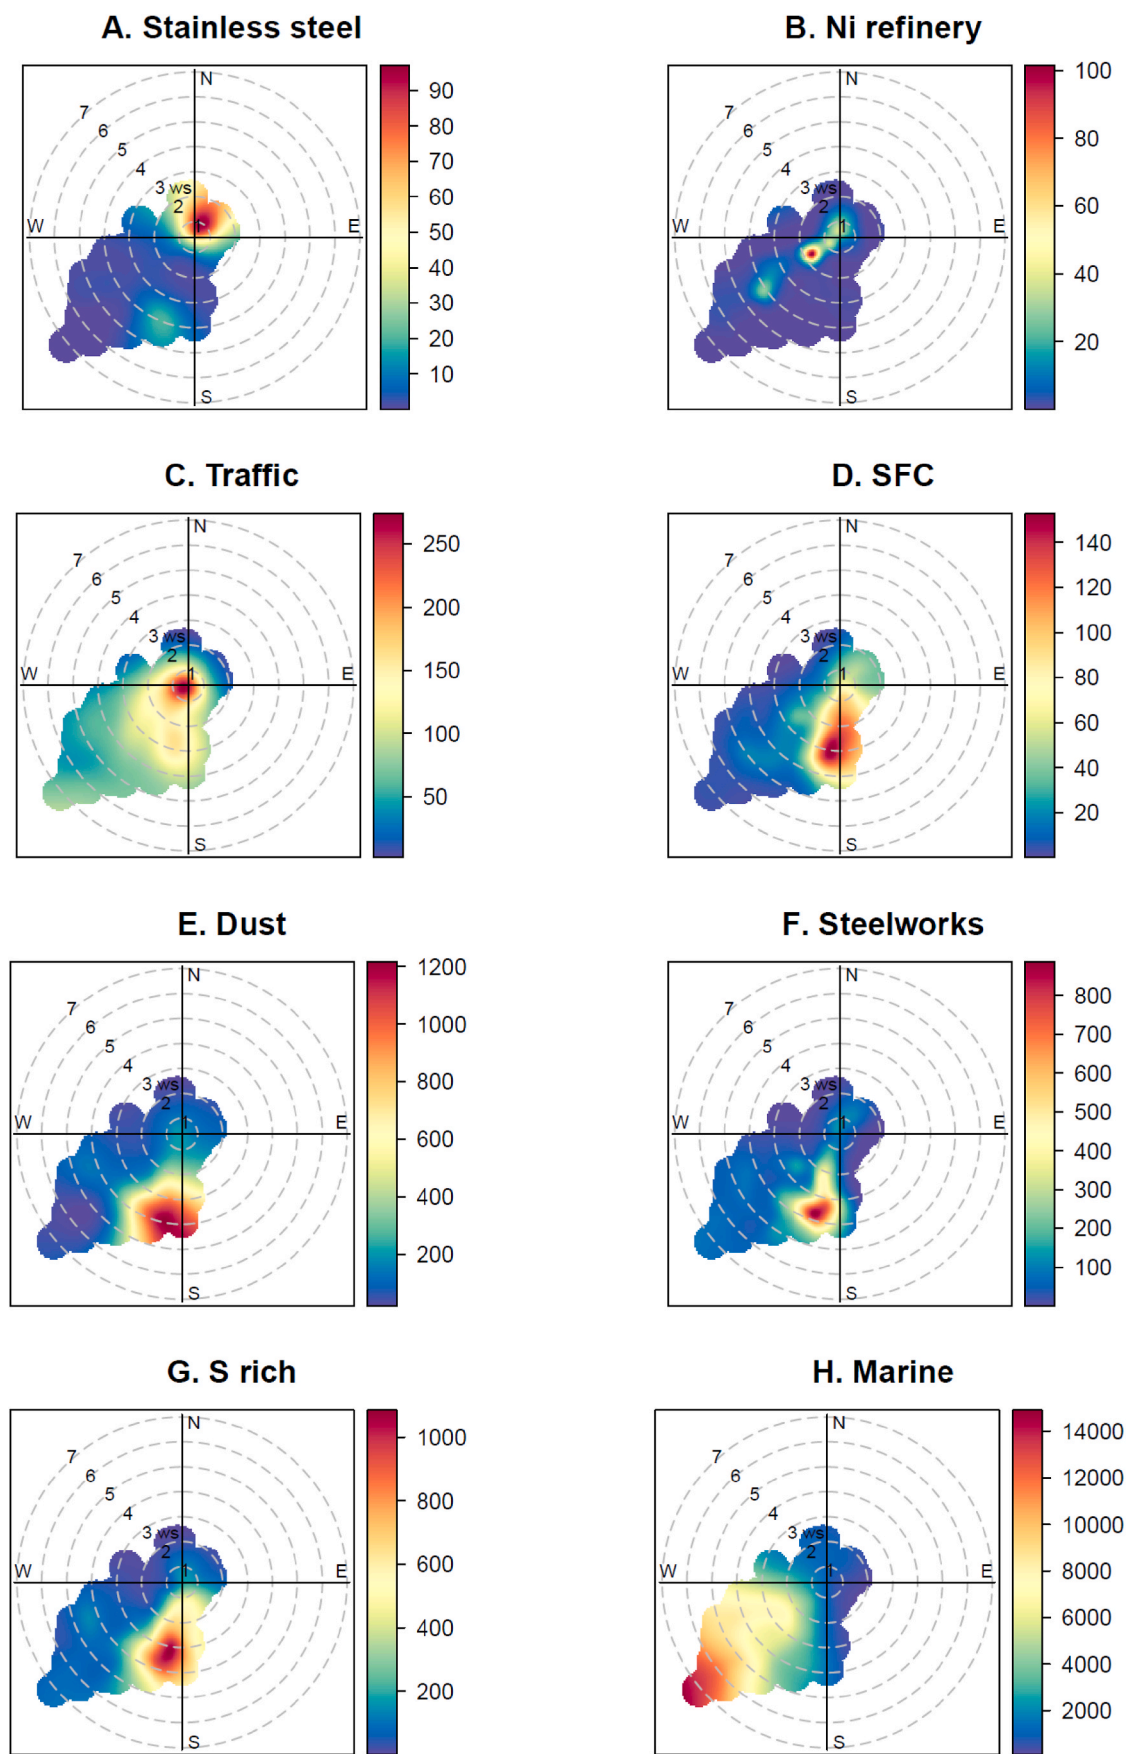 A. Stainless steel
N
7
6
5
4
3 ws
2
1
W
E
S
90
80
70
60
50
40
30
20
10
B. Ni refinery
N
7
6
5
4
3 ws
2
1
W
E
S
100
80
60
40
20
C. Traffic
N
7
6
5
4
3 ws
2
1
W
E
S
250
200
150
100
50
D. SFC
N
7
6
5
4
3 ws
2
1
W
E
S
140
120
100
80
60
40
20
E. Dust
N
7
6
5
4
3 ws
2
1
W
E
S
1200
1000
800
600
400
200
F. Steelworks
N
7
6
5
4
3 ws
2
1
W
E
S
800
700
600
500
400
300
200
100
G. S rich
N
7
6
5
4
3 ws
2
1
W
E
S
1000
800
600
400
200
H. Marine
N
7
6
5
4
3 ws
2
1
W
E
S
14000
12000
10000
8000
6000
4000
2000